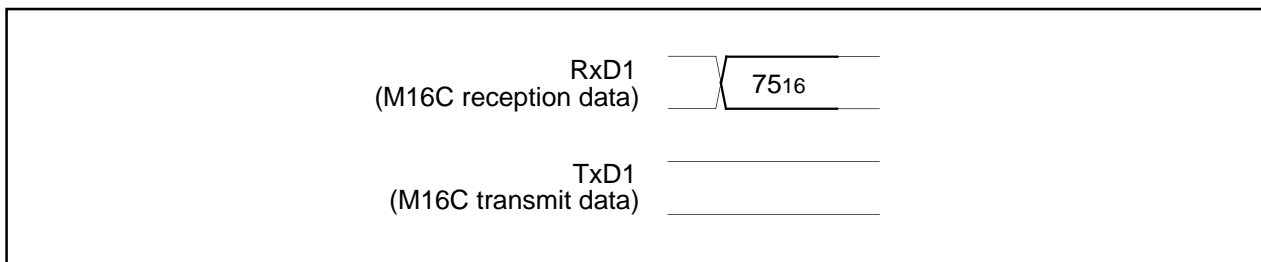 RxD1
(M16C reception data)
7516
TxD1
(M16C transmit data)